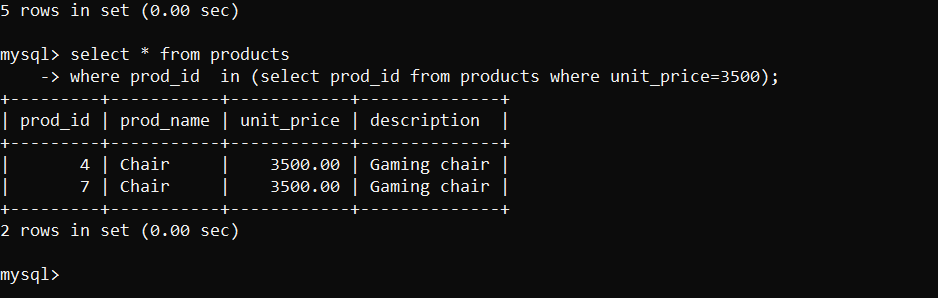 5 rows in set (0.00 sec)
mysql> select * from products
    -> where prod_id  in (select prod_id from products where unit_price=3500);
+---------+-----------+------------+--------------+
| prod_id | prod_name | unit_price | description  |
+---------+-----------+------------+--------------+
|       4 | Chair     |    3500.00 | Gaming chair |
|       7 | Chair     |    3500.00 | Gaming chair |
+---------+-----------+------------+--------------+
2 rows in set (0.00 sec)
mysql>